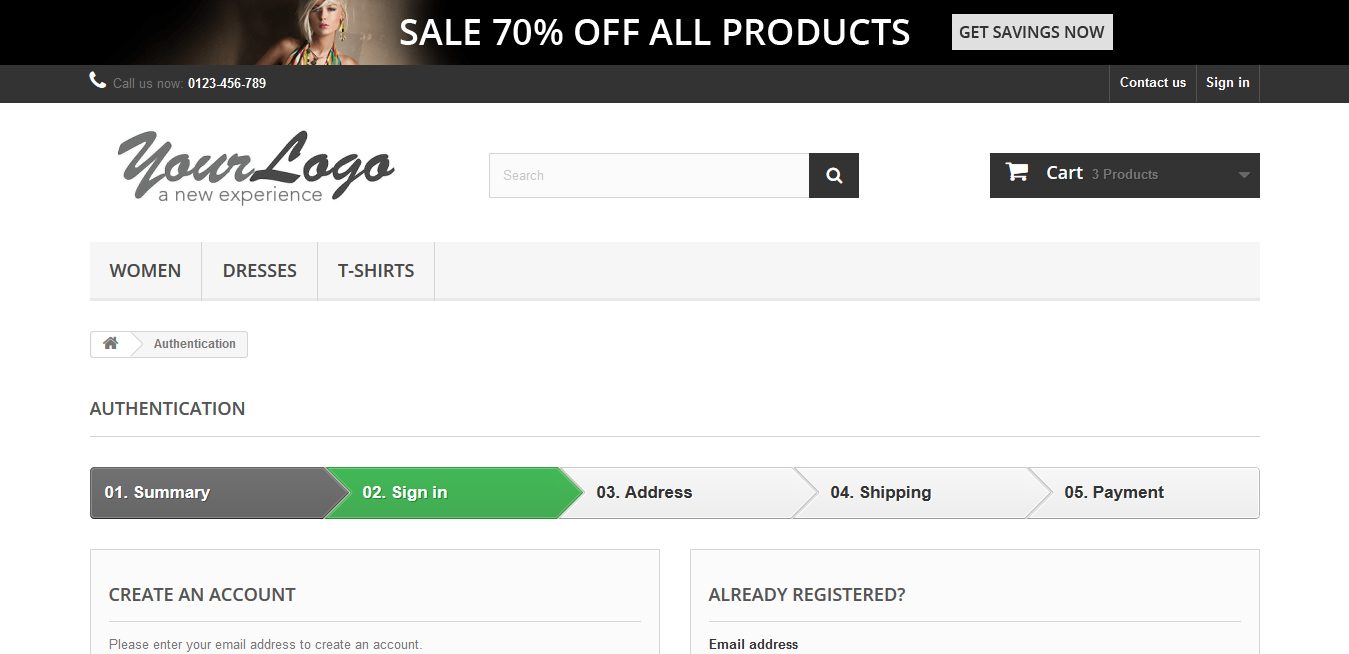 SALE 70% OFF ALL PRODUCTS GET SAVINGS NOW
Call us now: 0123-456-789 Contact us Sign in
YourLogo
a new experience
Search
Cart 3 Products
WOMEN DRESSES T-SHIRTS
Authentication
AUTHENTICATION
01. Summary 02. Sign in 03. Address 04. Shipping 05. Payment
CREATE AN ACCOUNT
Please enter your email address to create an account.
ALREADY REGISTERED?
Email address